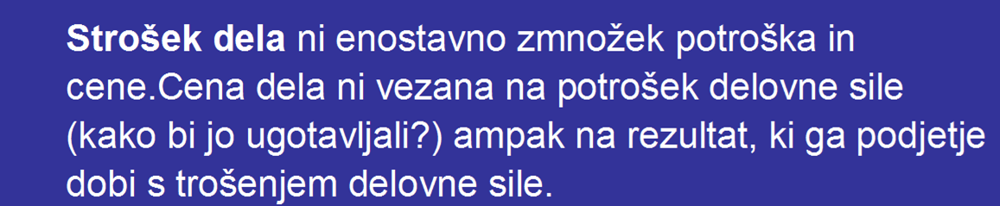 Strošek dela ni enostavno zmnožek potroška in
cene.Cena dela ni vezana na potrošek delovne sile
(kako bi jo ugotavljali?) ampak na rezultat, ki ga podjetje
dobi s trošenjem delovne sile.